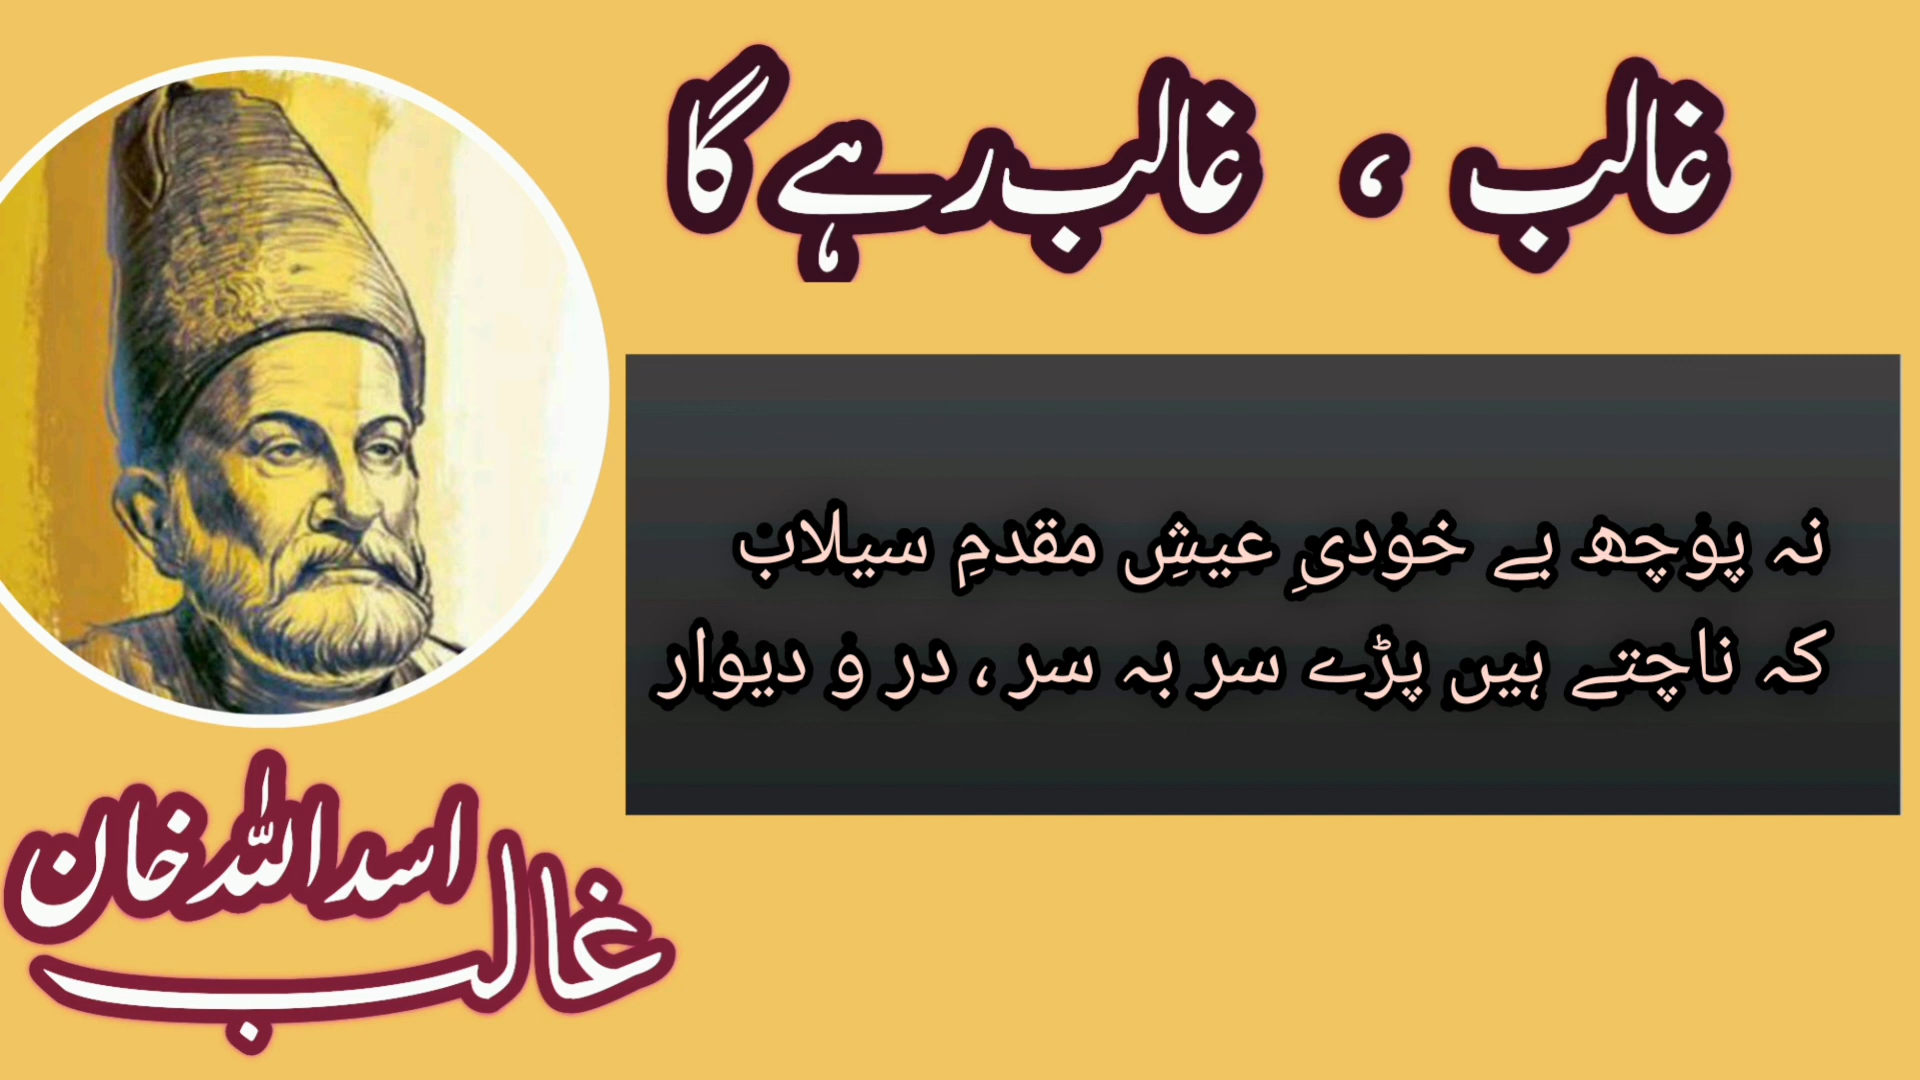 غالب ، غالب رہے گا
نہ پوچھ بے خودیِ عیشِ مقدمِ سیلاب
کہ ناچتے ہیں پڑے سر بہ سر ، در و دیوار
اسد اللہ خان
غالب